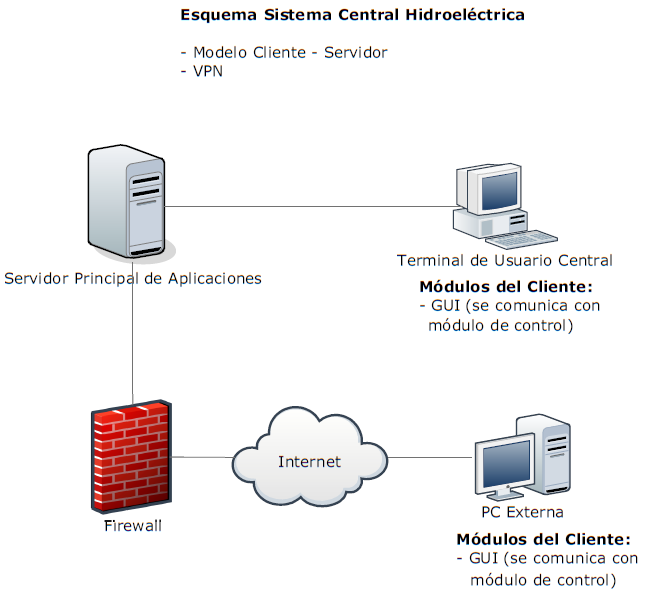 Esquema Sistema Central Hidroeléctrica
- Modelo Cliente - Servidor
- VPN
Servidor Principal de Aplicaciones
Terminal de Usuario Central
Módulos del Cliente:
- GUI (se comunica con
módulo de control)
Firewall
Internet
PC Externa
Módulos del Cliente:
- GUI (se comunica con
módulo de control)